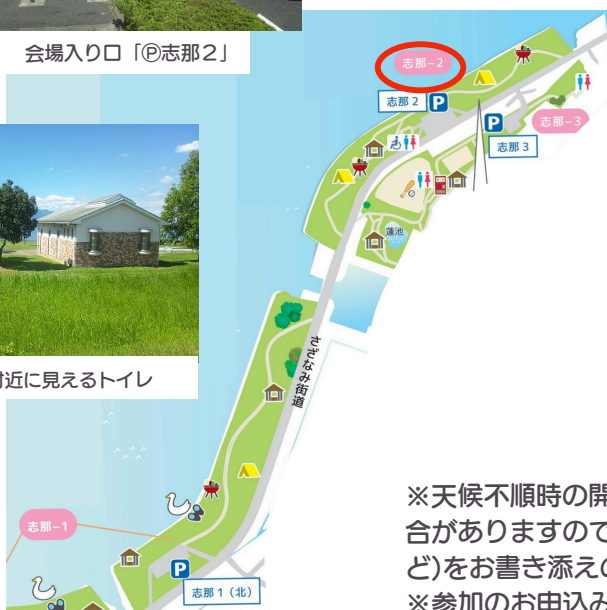 会場入り口「Ⓟ志那2」
志那-2
志那 2
P
P
志那-3
志那 3
蓮池
付近に見えるトイレ
さざなみ街道
志那-1
P
志那 1（北）
※天候不順時の開
合がありますので
ど)をお書き添えの
※参加のお申込み